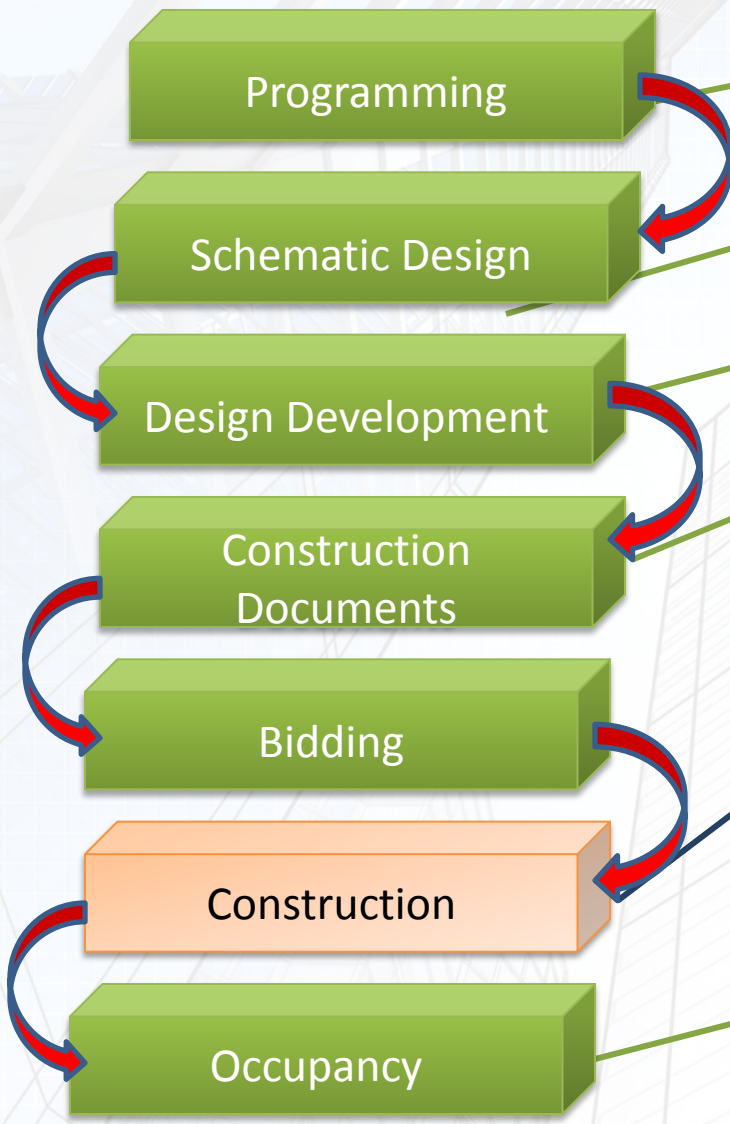 Programming
Schematic Design
Design Development
Construction
Documents
Bidding
Construction
Occupancy